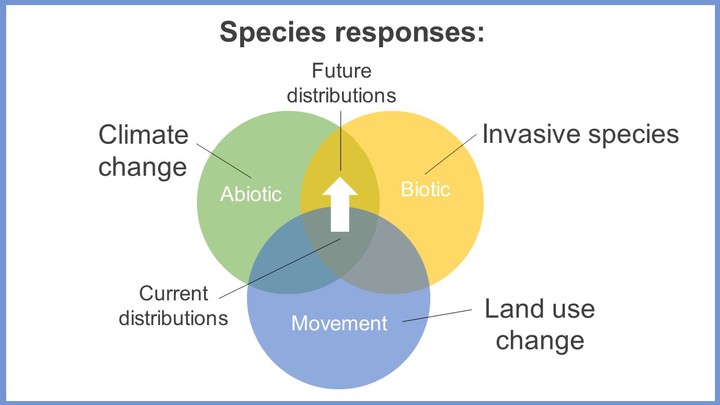 Species responses:
Future
distributions
Climate
change
Invasive species
Abiotic
Biotic
Current
distributions
Movement
Land use
change